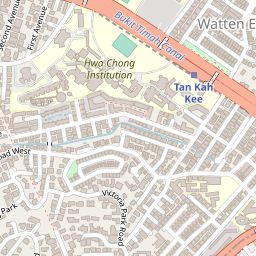 Second Avenue
First Avenue
Watten E
Bukit Timah Canal
Hwa Chong
Institution
Tan Kah
Kee
oad West
Victoria Park Road
Park